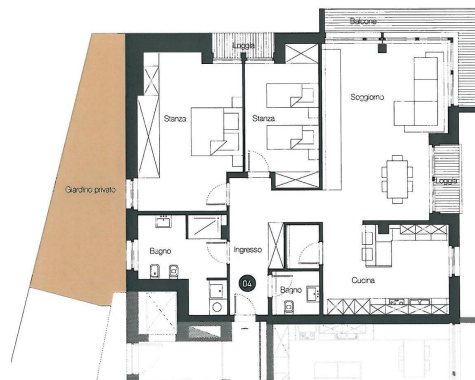 Balcone
Loggia
Soggiorno
Stanza
Stanza
Loggia
Giardino privato
Bagno
Ingresso
Cucina
04
Bagno